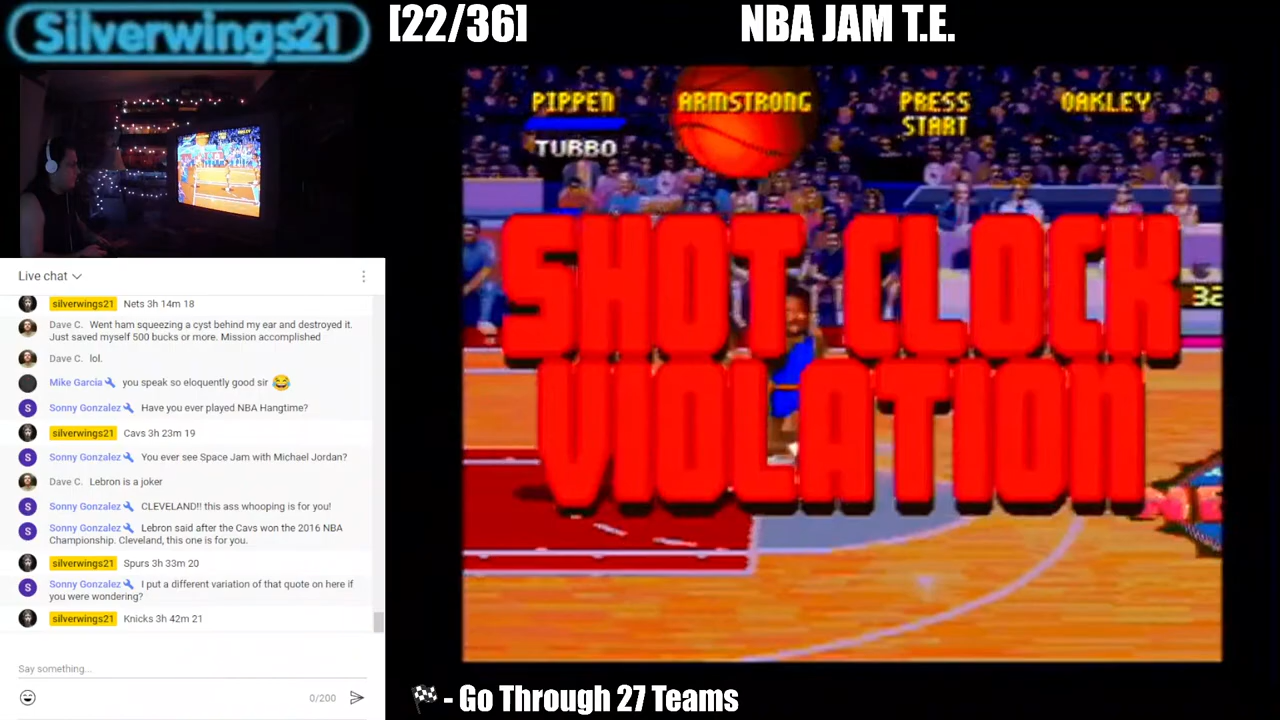 Silverwings21
[22/36]
NBA JAM T.E.
PIPPEN
TURBO
ARMSTRONG
PRESS
START
OAKLEY
SHOT CLOCK
VIOLATION
32
Live chat
silverwings21 Nets 3h 14m 18
Dave C. Went ham squeezing a cyst behind my ear and destroyed it.
Just saved myself 500 bucks or more. Mission accomplished
Dave C. lol.
Mike Garcia you speak so eloquently good sir 😂
S Sonny Gonzalez Have you ever played NBA Hangtime?
silverwings21 Cavs 3h 23m 19
S Sonny Gonzalez You ever see Space Jam with Michael Jordan?
Dave C. Lebron is a joker
S Sonny Gonzalez CLEVELAND!! this ass whooping is for you!
S Sonny Gonzalez Lebron said after the Cavs won the 2016 NBA
Championship. Cleveland, this one is for you.
silverwings21 Spurs 3h 33m 20
S Sonny Gonzalez I put a different variation of that quote on here if
you were wondering?
silverwings21 Knicks 3h 42m 21
Say something...
0/200
🏁 - Go Through 27 Teams